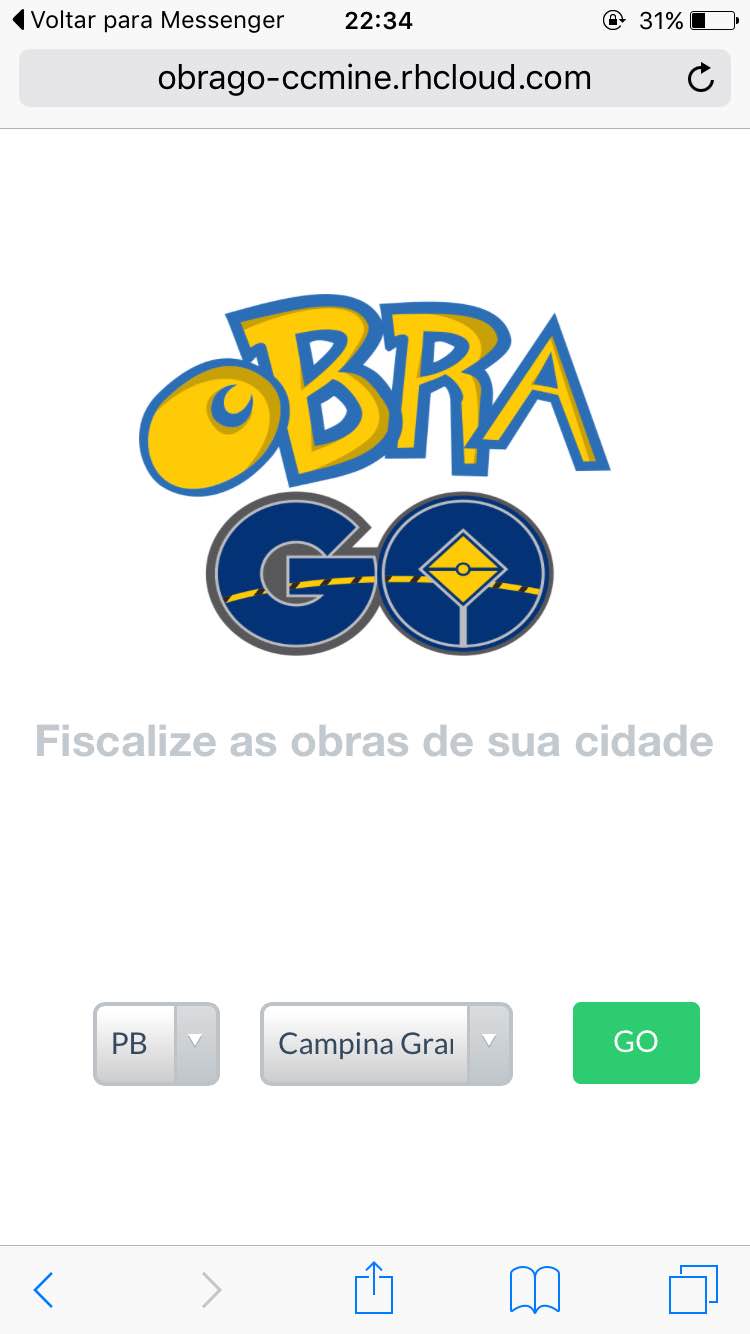 Voltar para Messenger 22:34 31%
obrago-ccmine.rhcloud.com
OBRA
GO
Fiscalize as obras de sua cidade
PB Campina Gran GO